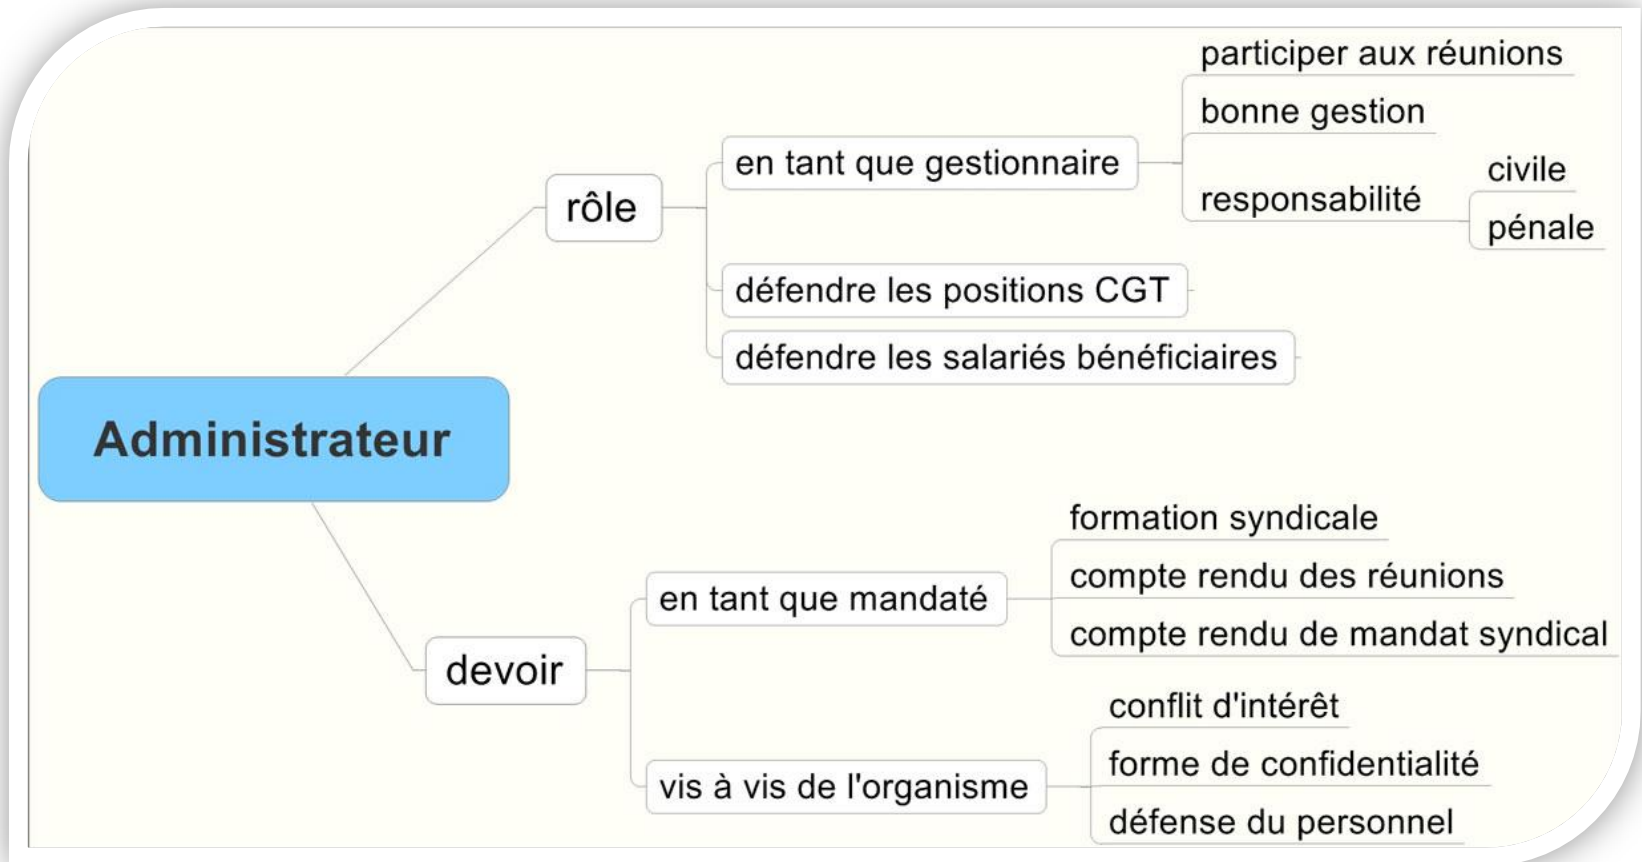 Administrateur
rôle
en tant que gestionnaire
participer aux réunions
bonne gestion
responsabilité
civile
pénale
défendre les positions CGT
défendre les salariés bénéficiaires
devoir
en tant que mandaté
formation syndicale
compte rendu des réunions
compte rendu de mandat syndical
vis à vis de l'organisme
conflit d'intérêt
forme de confidentialité
défense du personnel